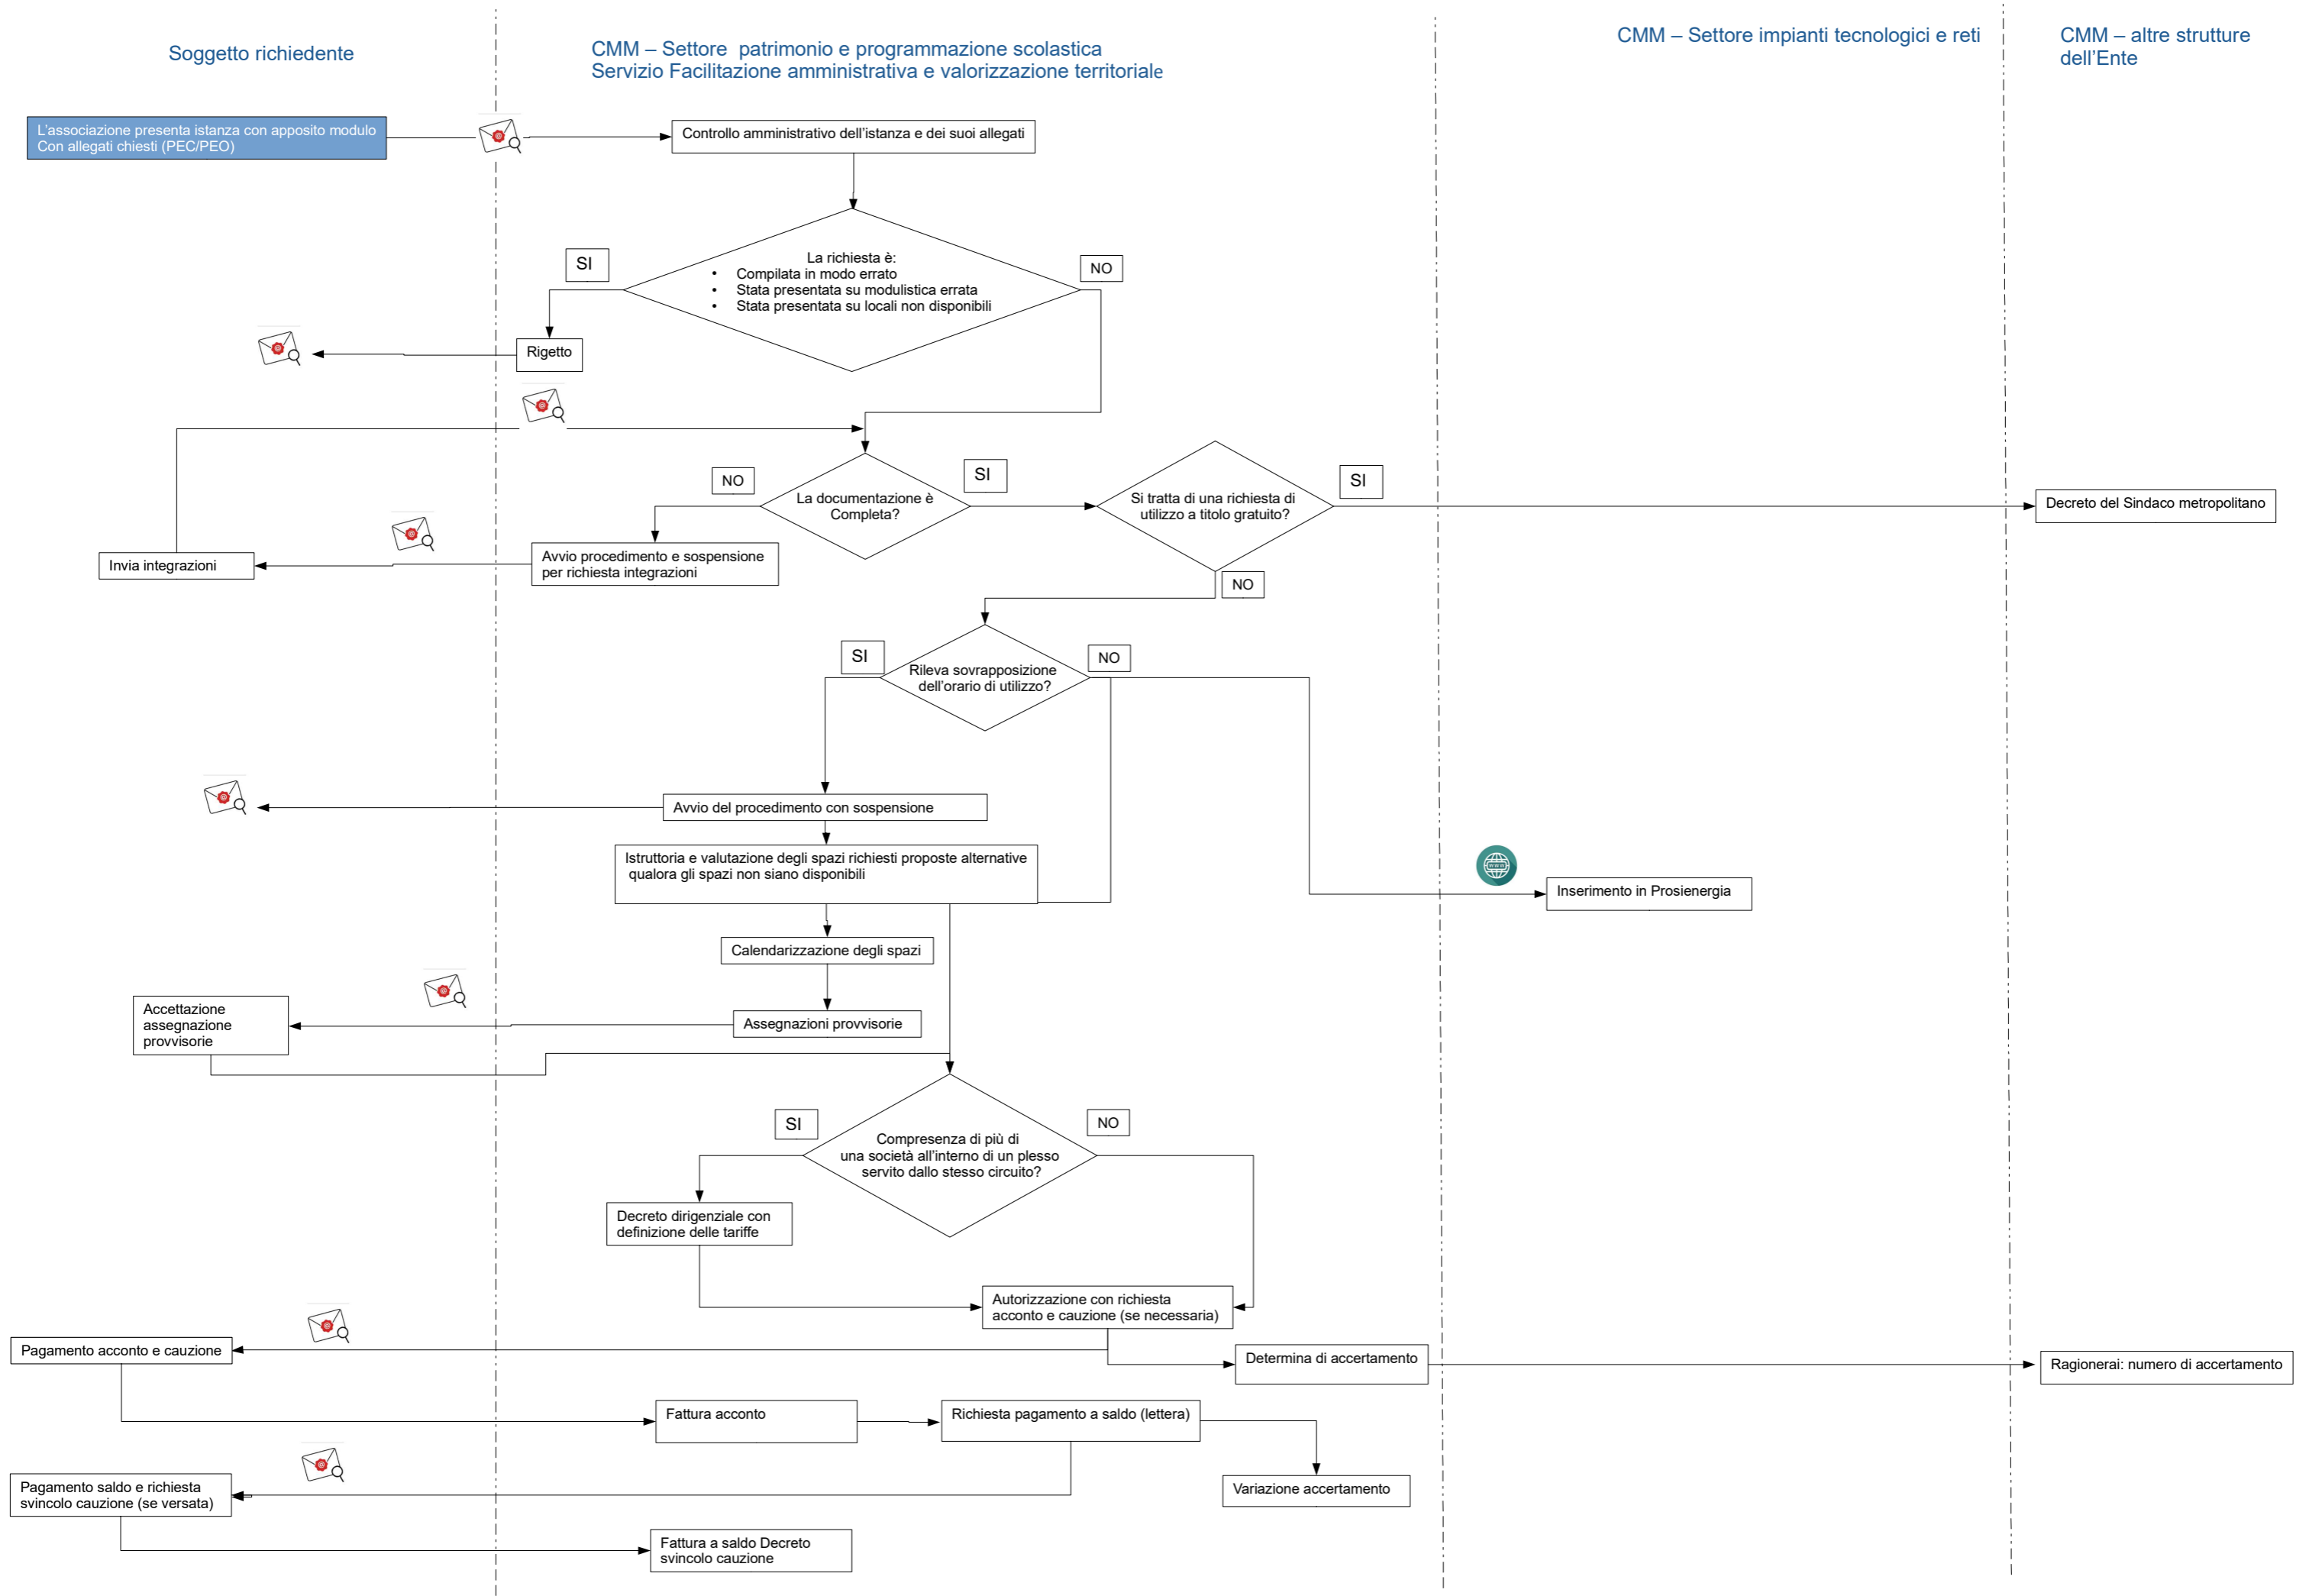 Soggetto richiedente
CMM – Settore patrimonio e programmazione scolastica
Servizio Facilitazione amministrativa e valorizzazione territoriale
CMM – Settore impianti tecnologici e reti
CMM – altre strutture
dell'Ente
L'associazione presenta istanza con apposito modulo
Con allegati chiesti (PEC/PEO)
Controllo amministrativo dell'istanza e dei suoi allegati
SI
La richiesta è:
• Compilata in modo errato
• Stata presentata su modulistica errata
• Stata presentata su locali non disponibili
NO
Rigetto
NO
La documentazione è
Completa?
SI
Si tratta di una richiesta di
utilizzo a titolo gratuito?
SI
Decreto del Sindaco metropolitano
Invia integrazioni
Avvio procedimento e sospensione
per richiesta integrazioni
NO
SI
Rileva sovrapposizione
dell'orario di utilizzo?
NO
Avvio del procedimento con sospensione
Istruttoria e valutazione degli spazi richiesti proposte alternative
qualora gli spazi non siano disponibili
WWW
Inserimento in Prosienergia
Calendarizzazione degli spazi
Accettazione
assegnazione
provvisorie
Assegnazioni provvisorie
SI
Compresenza di più di
una società all'interno di un plesso
servito dallo stesso circuito?
NO
Decreto dirigenziale con
definizione delle tariffe
Autorizzazione con richiesta
acconto e cauzione (se necessaria)
Pagamento acconto e cauzione
Determina di accertamento
Ragionerai: numero di accertamento
Fattura acconto
Richiesta pagamento a saldo (lettera)
Pagamento saldo e richiesta
svincolo cauzione (se versata)
Variazione accertamento
Fattura a saldo Decreto
svincolo cauzione